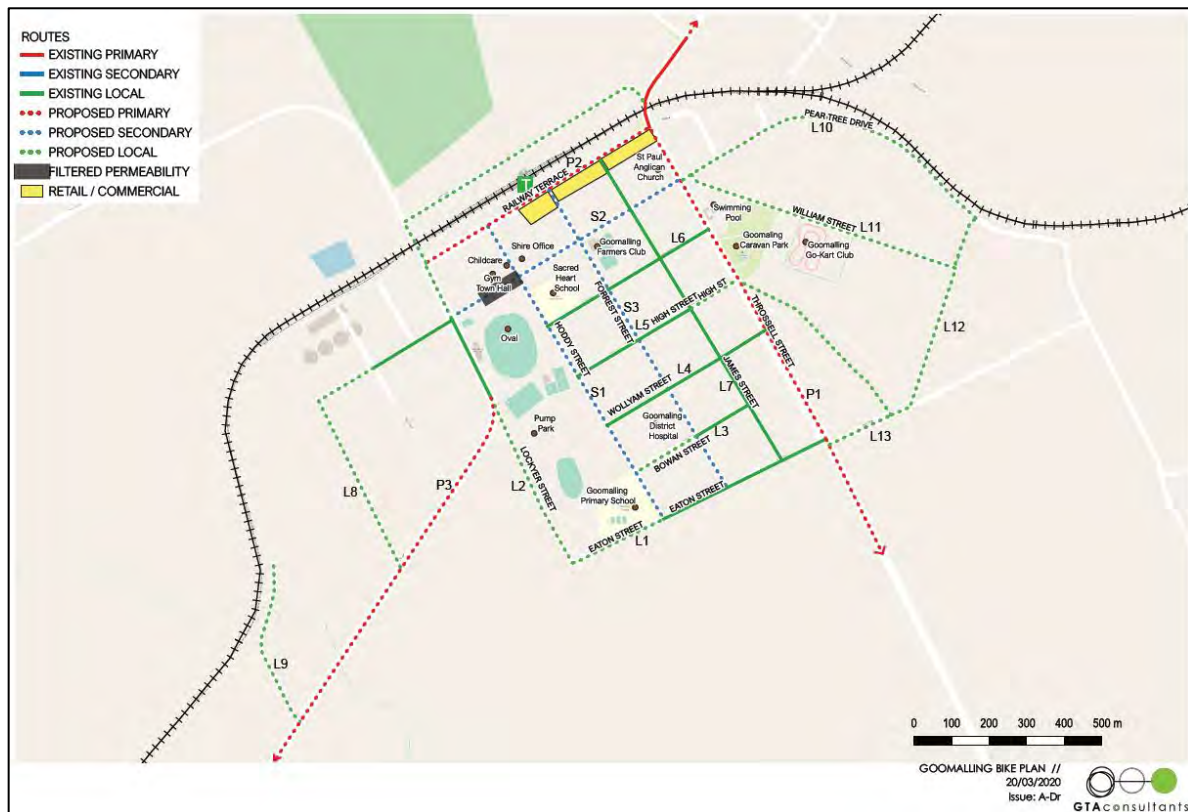 ROUTES
EXISTING PRIMARY
EXISTING SECONDARY
EXISTING LOCAL
PROPOSED PRIMARY
PROPOSED SECONDARY
PROPOSED LOCAL
FILTERED PERMEABILITY
RETAIL / COMMERCIAL
PEAR TREE DRIVE
L10
P2
RAILWAY TERRACE
T
St Paul
Anglican
Church
Swimming
Pool
WILLIAM STREET
L11
S2
Shire Office
Goomalling
Farmers Club
L6
Goomaling
Caravan Park
Goomalling
Go-Kart Club
Childcare
Gym
Town Hall
Sacred
Heart
School
FORREST STREET
S3
HIGH STREET
HIGH ST
L5
THROSSELL STREET
Oval
HODDY STREET
L12
S1
WOLLYAM STREET
L4
JAMES STREET
L7
P1
Pump
Park
Goomaling
District
Hospital
L3
BOWAN STREET
L13
LOCKYER STREET
L2
L8
P3
Goomalling
Primary School
EATON STREET
EATON STREET
L1
L9
0 100 200 300 400 500 m
GOOMALLING BIKE PLAN //
20/03/2020
Issue: A-Dr
GTAconsultants